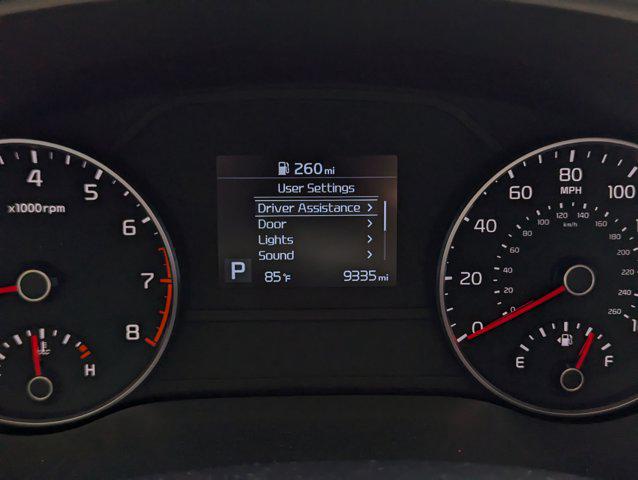 260 mi
User Settings
Driver Assistance >
Door >
Lights >
Sound >
P 85°F 9335 mi
4 5 6 7 8
x1000rpm
H
0 20 40 60 80 100
MPH
0 20 40 60 80 100 120 140 160 180 200 220 240 260
km/h
E F